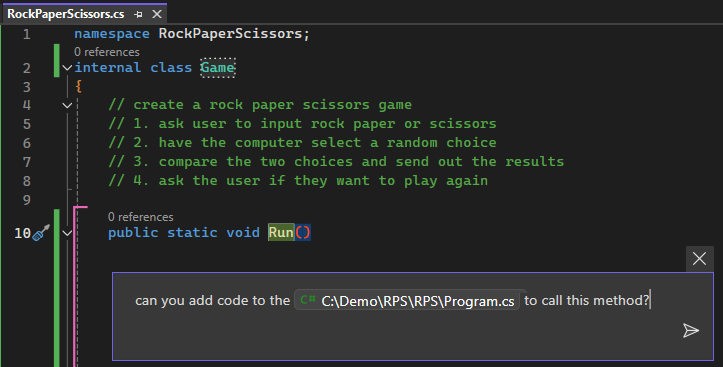 RockPaperScissors.cs
1 namespace RockPaperScissors;
0 references
2 internal class Game
3 {
4 // create a rock paper scissors game
5 // 1. ask user to input rock paper or scissors
6 // 2. have the computer select a random choice
7 // 3. compare the two choices and send out the results
8 // 4. ask the user if they want to play again
9
0 references
10 public static void Run()
can you add code to the C# C:\Demo\RPS\RPS\Program.cs to call this method?